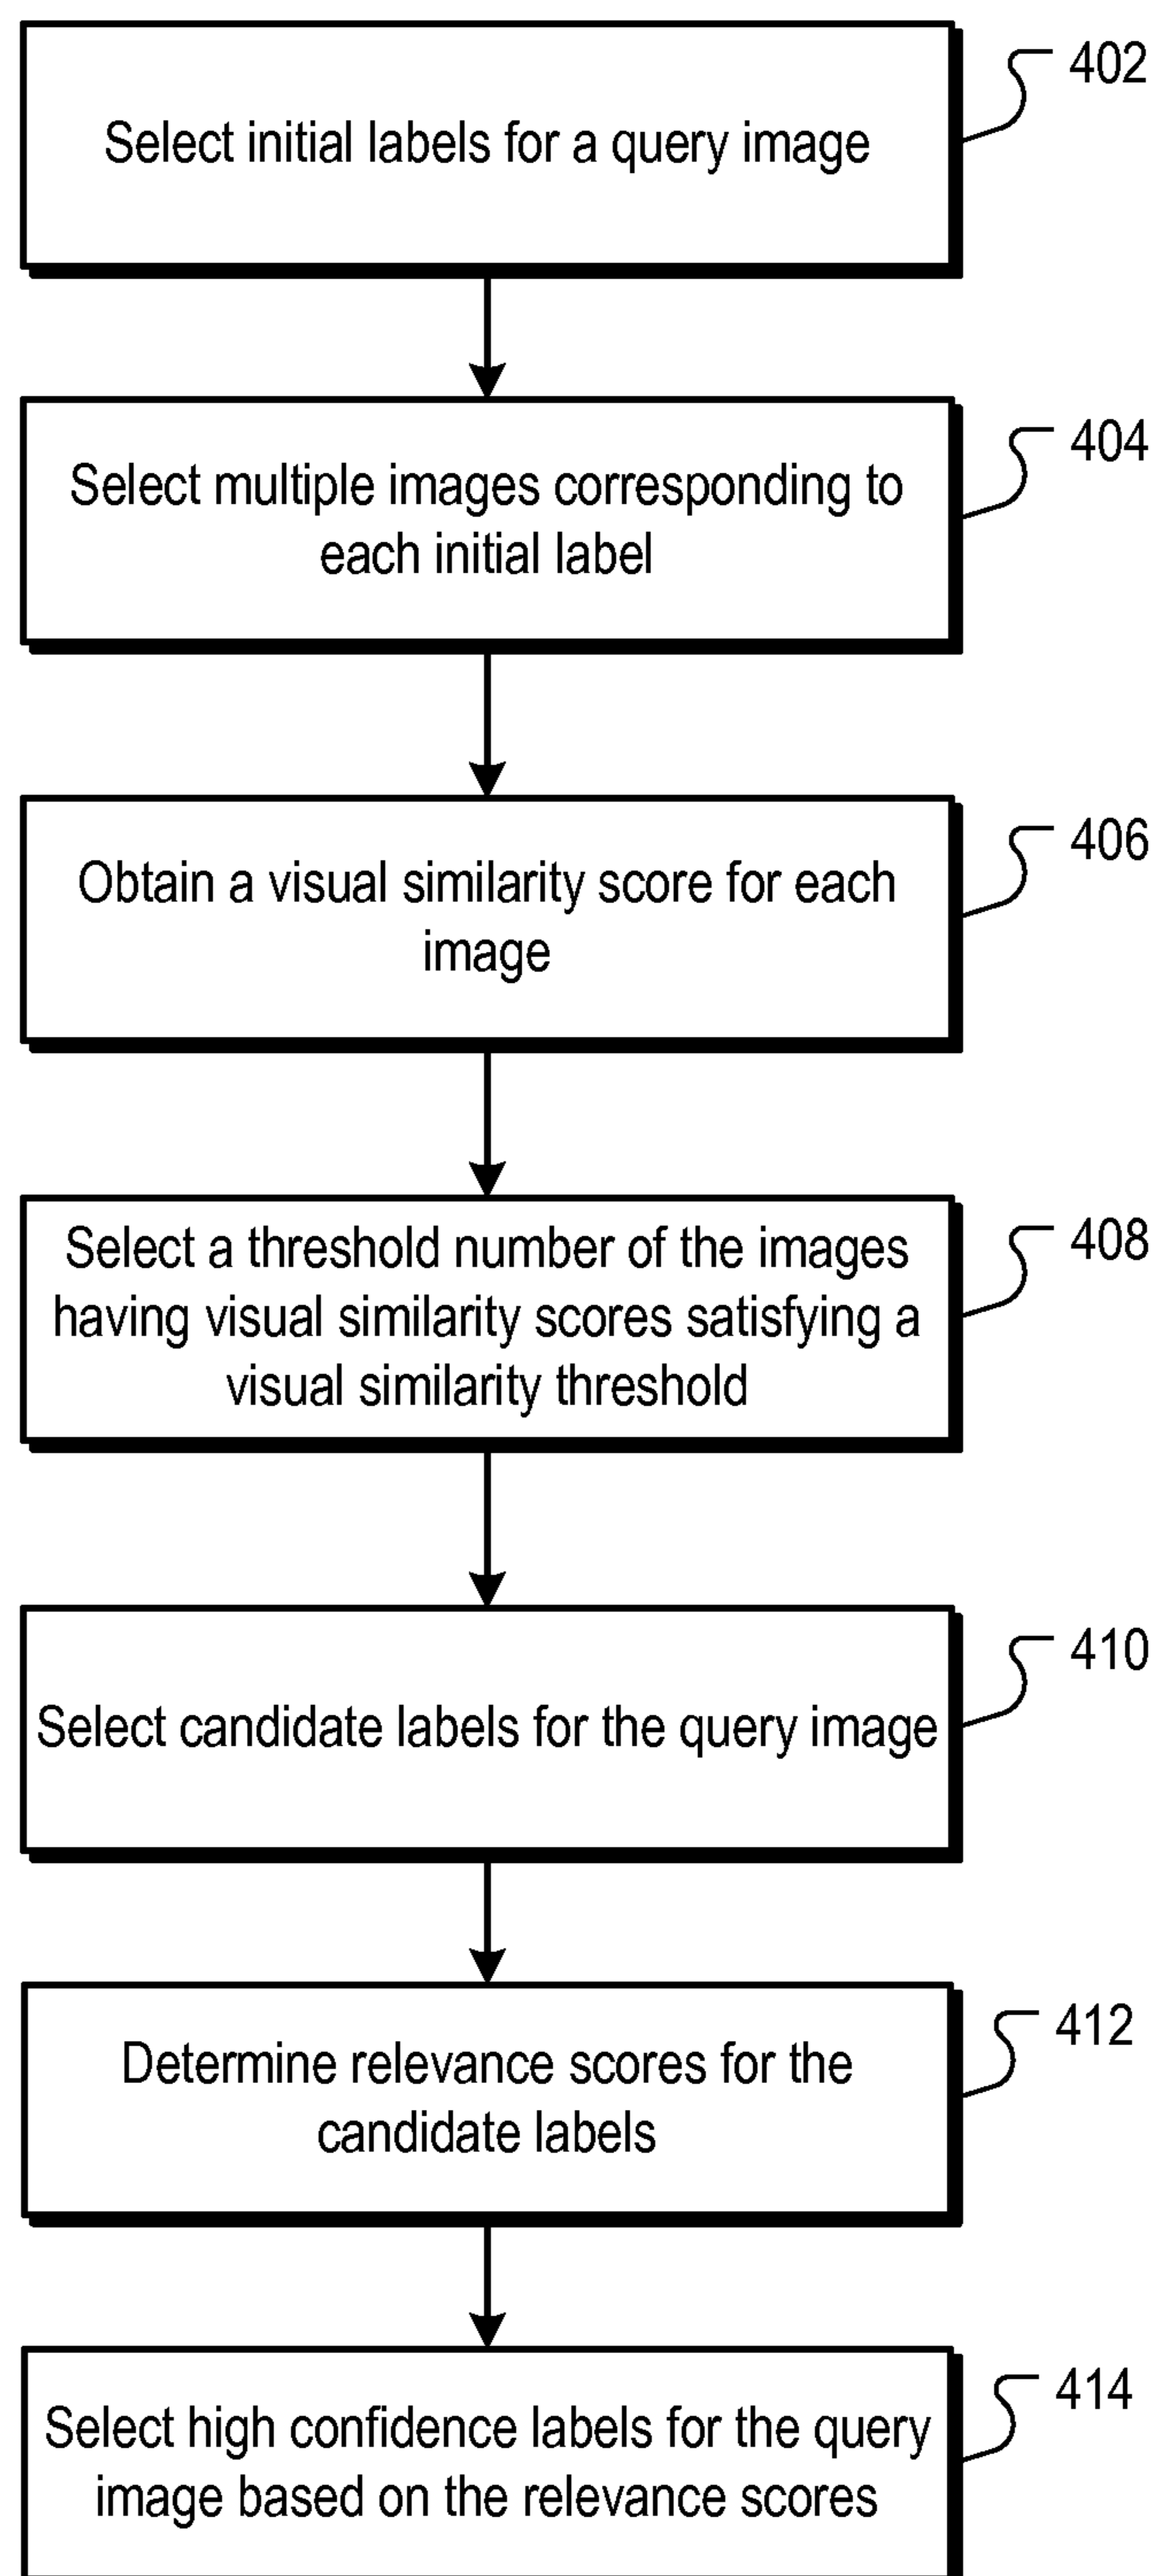 402
Select initial labels for a query image
404
Select multiple images corresponding to
each initial label
406
Obtain a visual similarity score for each
image
408
Select a threshold number of the images
having visual similarity scores satisfying a
visual similarity threshold
410
Select candidate labels for the query image
412
Determine relevance scores for the
candidate labels
414
Select high confidence labels for the query
image based on the relevance scores